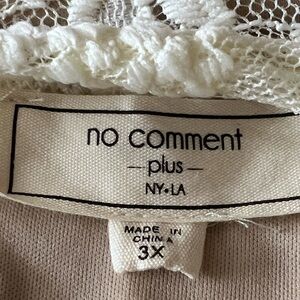 no comment
-plus-
NY•LA
MADE IN
CHINA
3X